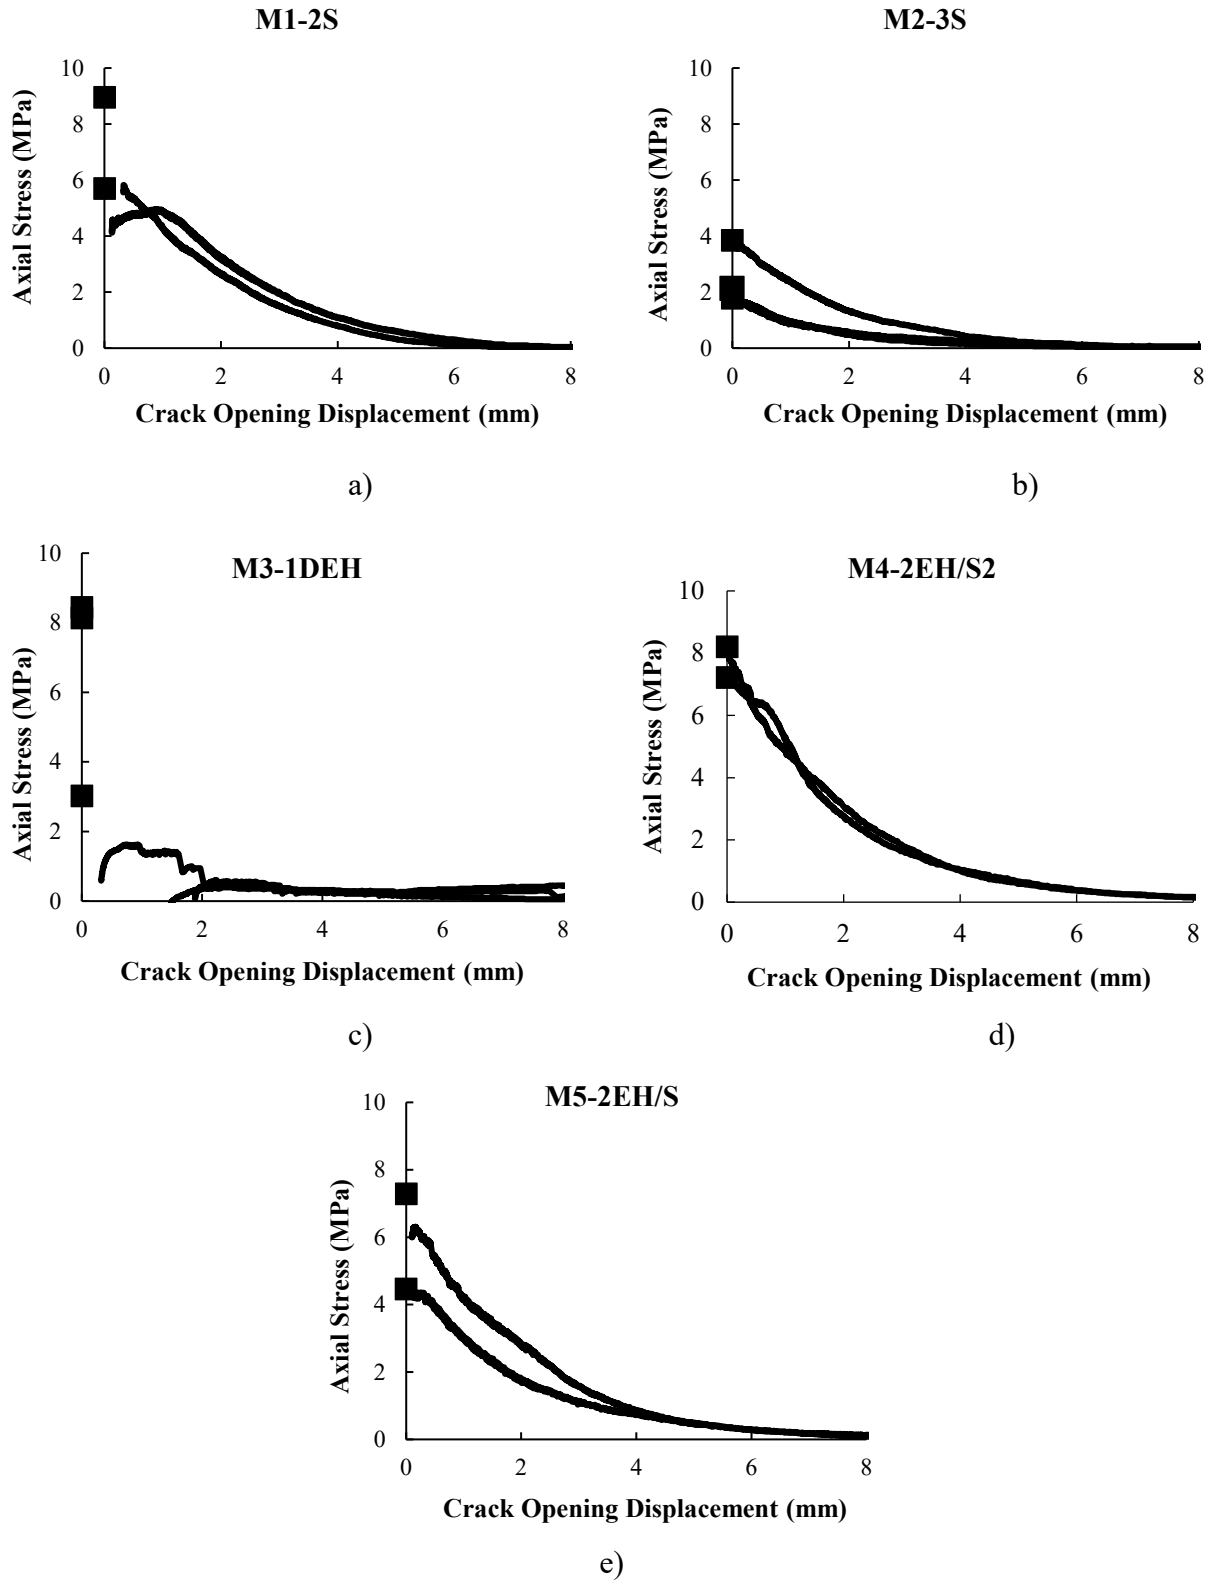 M1-2S
10
8
6
4
2
0
Axial Stress (MPa)
0 2 4 6 8
Crack Opening Displacement (mm)
a)
M2-3S
10
8
6
4
2
0
Axial Stress (MPa)
0 2 4 6 8
Crack Opening Displacement (mm)
b)
M3-1DEH
10
8
6
4
2
0
Axial Stress (MPa)
0 2 4 6 8
Crack Opening Displacement (mm)
c)
M4-2EH/S2
10
8
6
4
2
0
Axial Stress (MPa)
0 2 4 6 8
Crack Opening Displacement (mm)
d)
M5-2EH/S
10
8
6
4
2
0
Axial Stress (MPa)
0 2 4 6 8
Crack Opening Displacement (mm)
e)